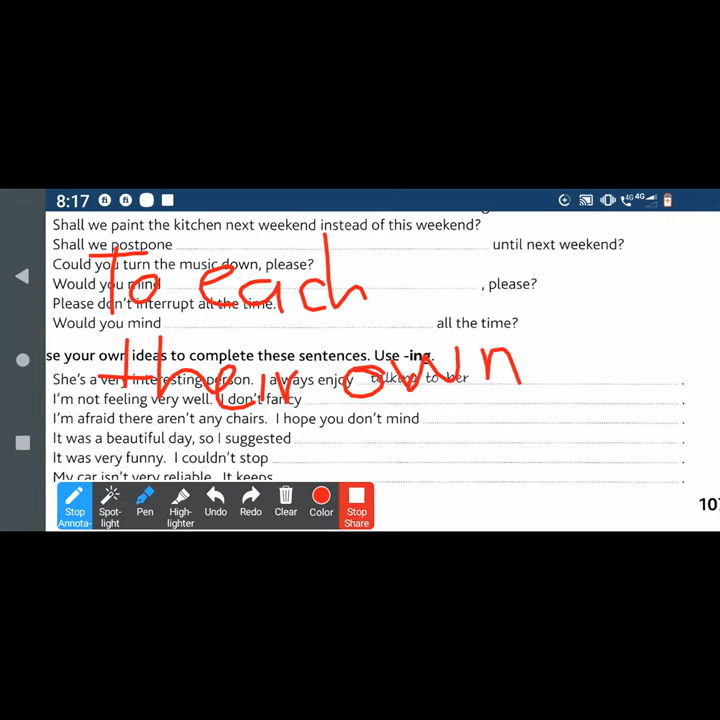 8:17
4G 4G
Shall we paint the kitchen next weekend instead of this weekend?
Shall we postpone ... until next weekend?
Could you turn the music down, please?
Would you mind ... , please?
Please don't interrupt all the time.
Would you mind ... all the time?
To each
their own
se your own ideas to complete these sentences. Use -ing.
She's a very interesting person. I always enjoy talking to her .
I'm not feeling very well. I don't fancy ... .
I'm afraid there aren't any chairs. I hope you don't mind ... .
It was a beautiful day, so I suggested ... .
It was very funny. I couldn't stop ... .
My car isn't very reliable. It keeps ... .
107
Stop Annota-
Spot-light
Pen
High-lighter
Undo
Redo
Clear
Color
Stop Share